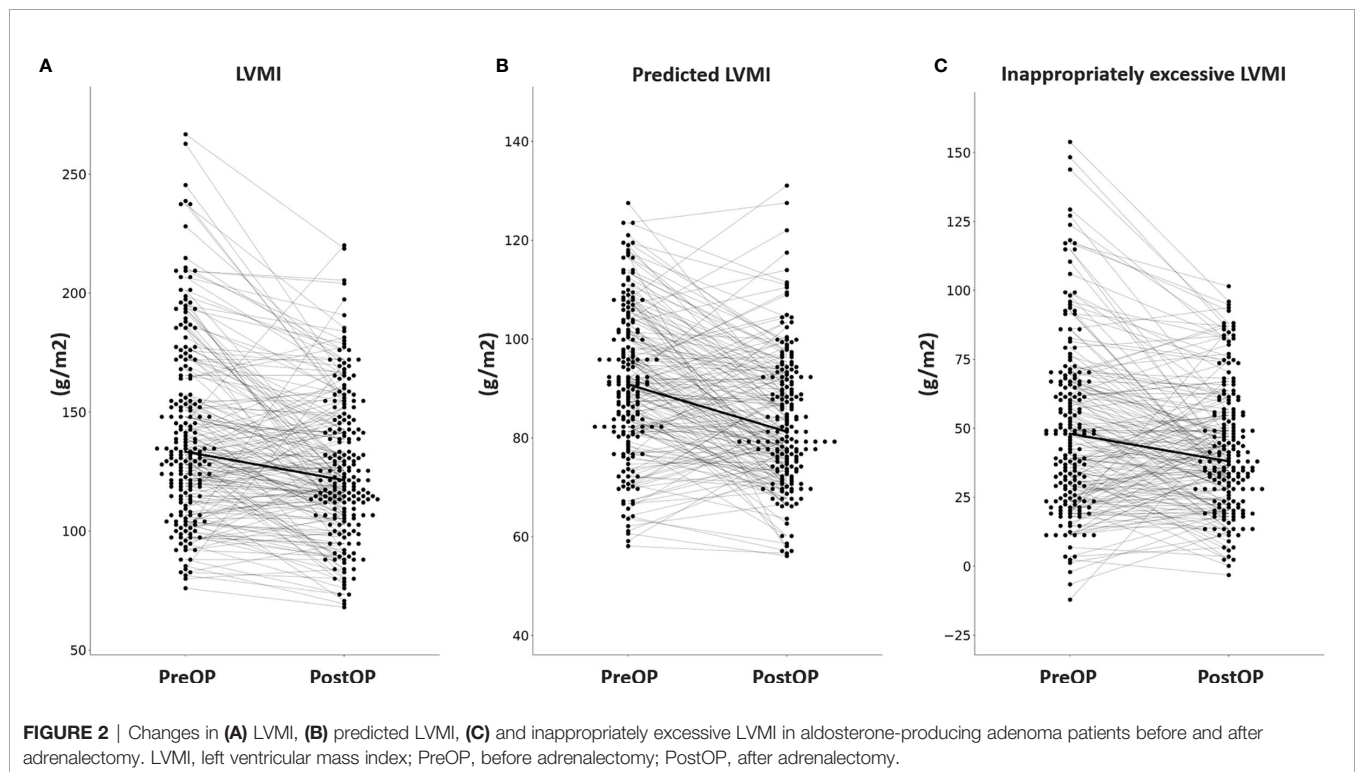 A
LVMI
250
200
150
100
50
(g/m2)
PreOP PostOP
B
Predicted LVMI
140
120
100
80
60
40
(g/m2)
PreOP PostOP
C
Inappropriately excessive LVMI
150
125
100
75
50
25
0
−25
(g/m2)
PreOP PostOP
FIGURE 2 | Changes in (A) LVMI, (B) predicted LVMI, (C) and inappropriately excessive LVMI in aldosterone-producing adenoma patients before and after
adrenalectomy. LVMI, left ventricular mass index; PreOP, before adrenalectomy; PostOP, after adrenalectomy.